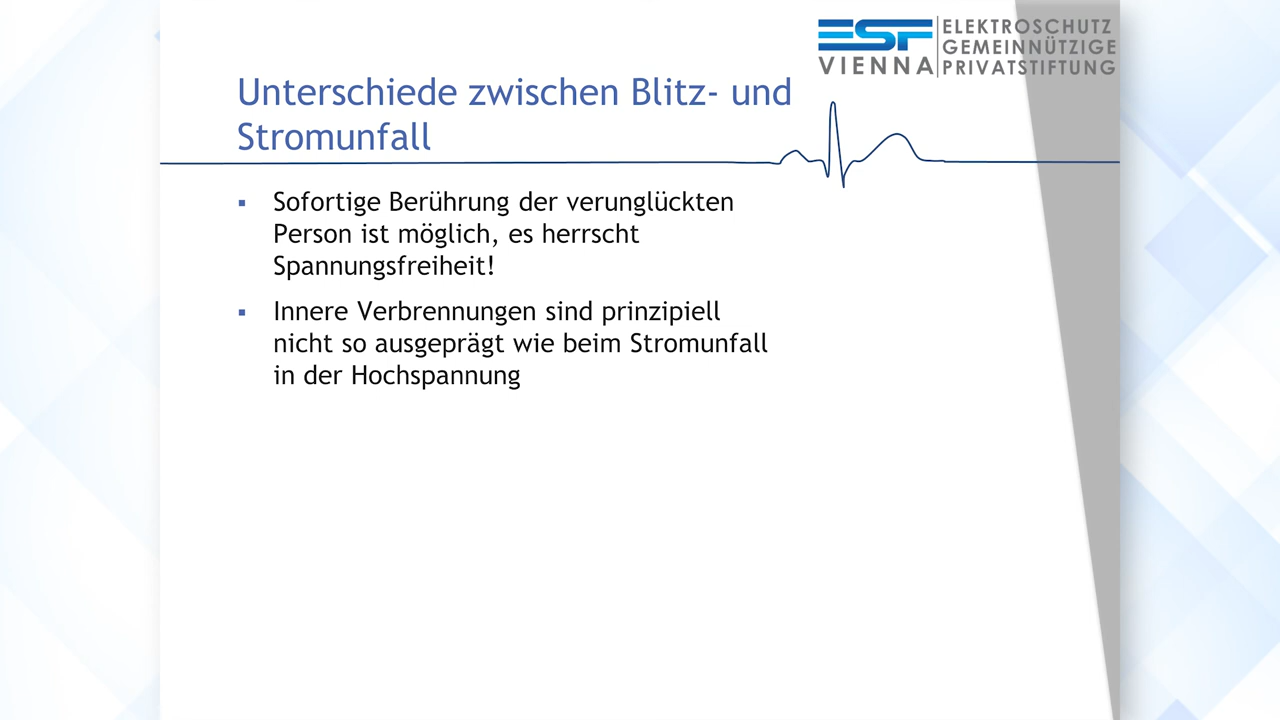 ESF
VIENNA
ELEKTROSCHUTZ
GEMEINNÜTZIGE
PRIVATSTIFTUNG
Unterschiede zwischen Blitz- und
Stromunfall
▪ Sofortige Berührung der verunglückten
Person ist möglich, es herrscht
Spannungsfreiheit!
▪ Innere Verbrennungen sind prinzipiell
nicht so ausgeprägt wie beim Stromunfall
in der Hochspannung